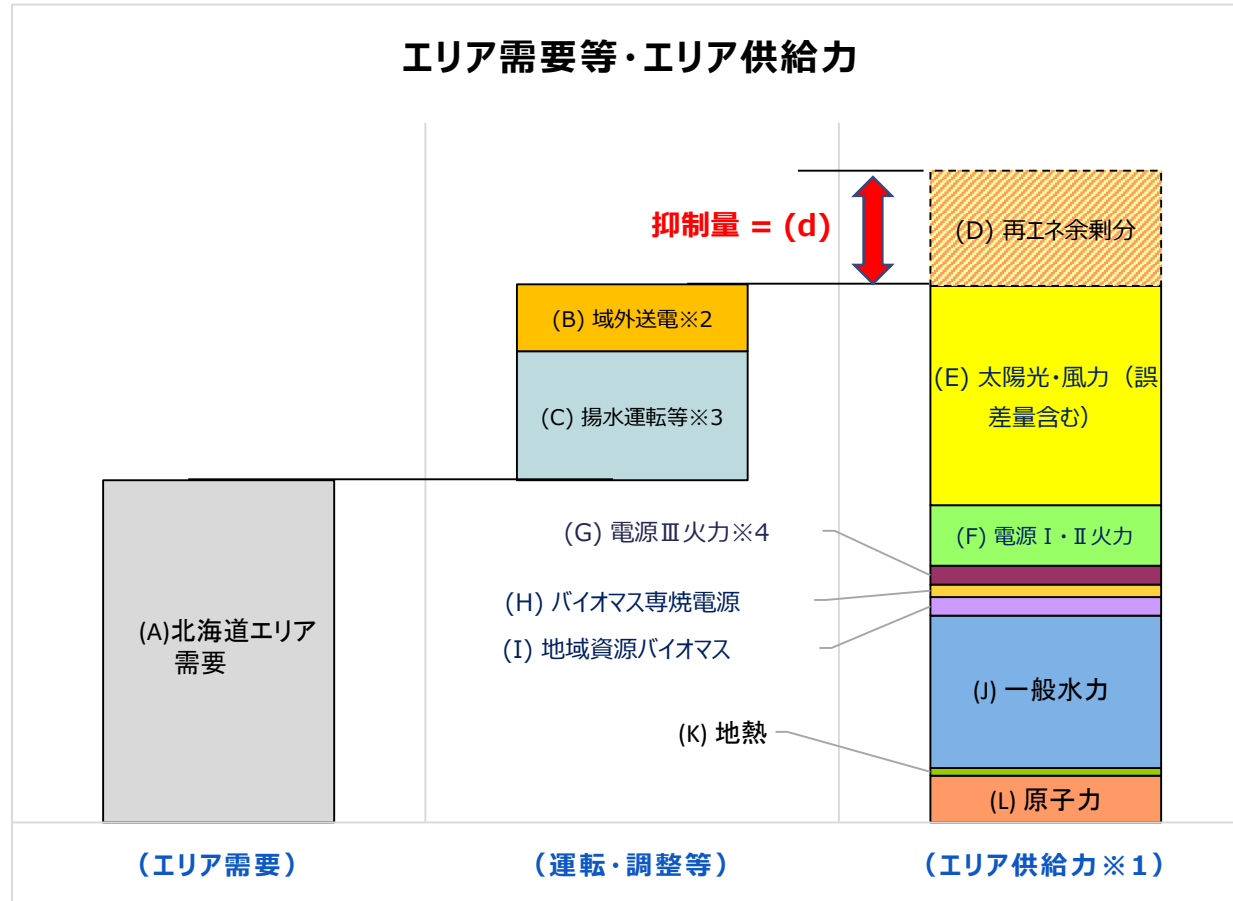 エリア需要等･エリア供給力
抑制量 = (d)
(D) 再エネ余剰分
(B) 域外送電※2
(C) 揚水運転等※3
(E) 太陽光･風力（誤
差量含む）
(G) 電源Ⅲ火力※4
(F) 電源Ⅰ・Ⅱ火力
(H) バイオマス専焼電源
(I) 地域資源バイオマス
(A)北海道エリア
需要
(J) 一般水力
(K) 地熱
(L) 原子力
（エリア需要）
（運転・調整等）
（エリア供給力※1）